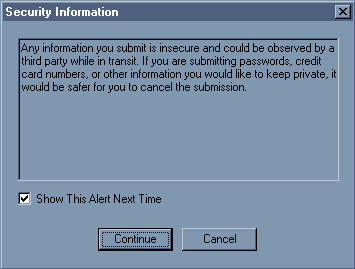 Security Information
Any information you submit is insecure and could be observed by a
third party while in transit. If you are submitting passwords, credit
card numbers, or other information you would like to keep private, it
would be safer for you to cancel the submission.
Show This Alert Next Time
Continue Cancel